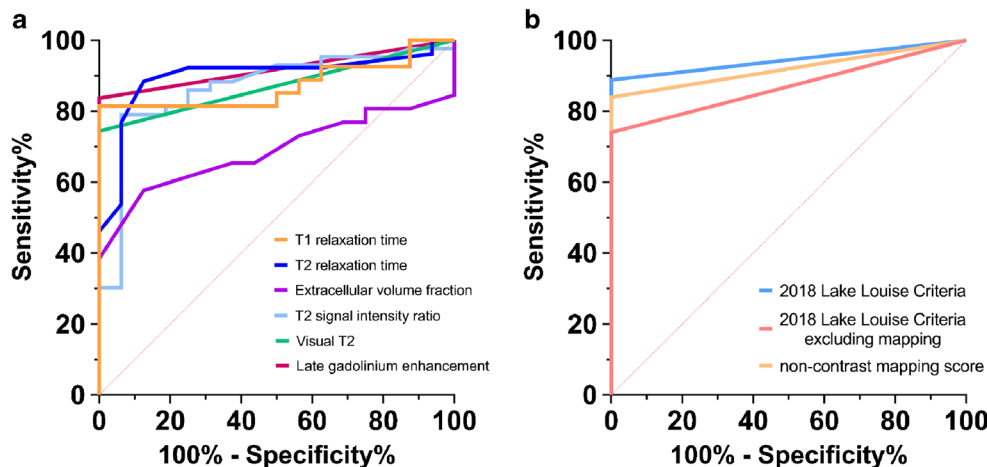 a
100
80
60
40
20
0
Sensitivity%
T1 relaxation time
T2 relaxation time
Extracellular volume fraction
T2 signal intensity ratio
Visual T2
Late gadolinium enhancement
0 20 40 60 80 100
100% - Specificity%
b
100
80
60
40
20
0
Sensitivity%
2018 Lake Louise Criteria
2018 Lake Louise Criteria
excluding mapping
non-contrast mapping score
0 20 40 60 80 100
100% - Specificity%